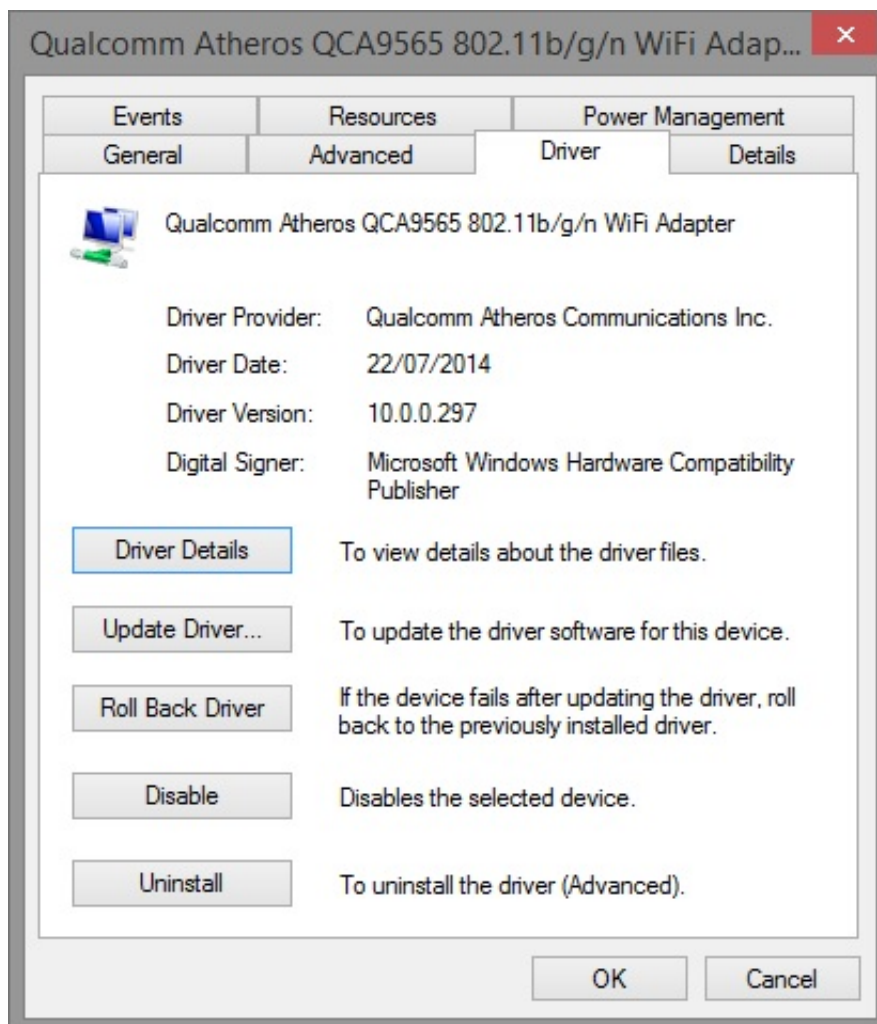 Qualcomm Atheros QCA9565 802.11b/g/n WiFi Adap...
Events Resources Power Management
General Advanced Driver Details
Qualcomm Atheros QCA9565 802.11b/g/n WiFi Adapter
Driver Provider: Qualcomm Atheros Communications Inc.
Driver Date: 22/07/2014
Driver Version: 10.0.0.297
Digital Signer: Microsoft Windows Hardware Compatibility
Publisher
Driver Details To view details about the driver files.
Update Driver... To update the driver software for this device.
Roll Back Driver If the device fails after updating the driver, roll
back to the previously installed driver.
Disable Disables the selected device.
Uninstall To uninstall the driver (Advanced).
OK Cancel